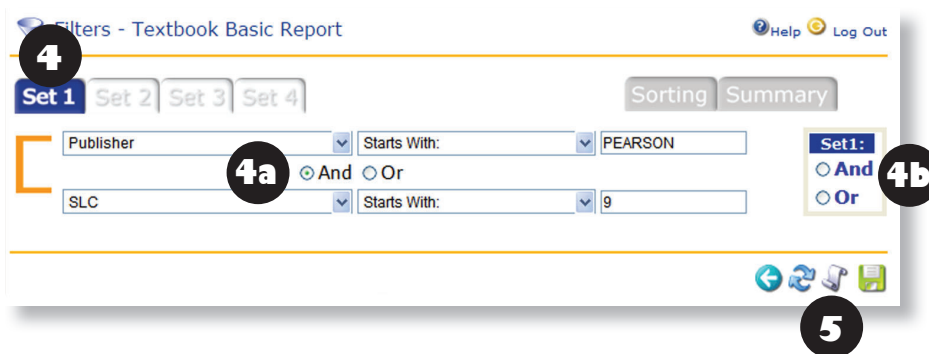 Filters - Textbook Basic Report
Help Log Out
4
Set 1 Set 2 Set 3 Set 4 Sorting Summary
Publisher Starts With: PEARSON
Set1:
4a And Or
And 4b
Or
SLC Starts With: 9
5